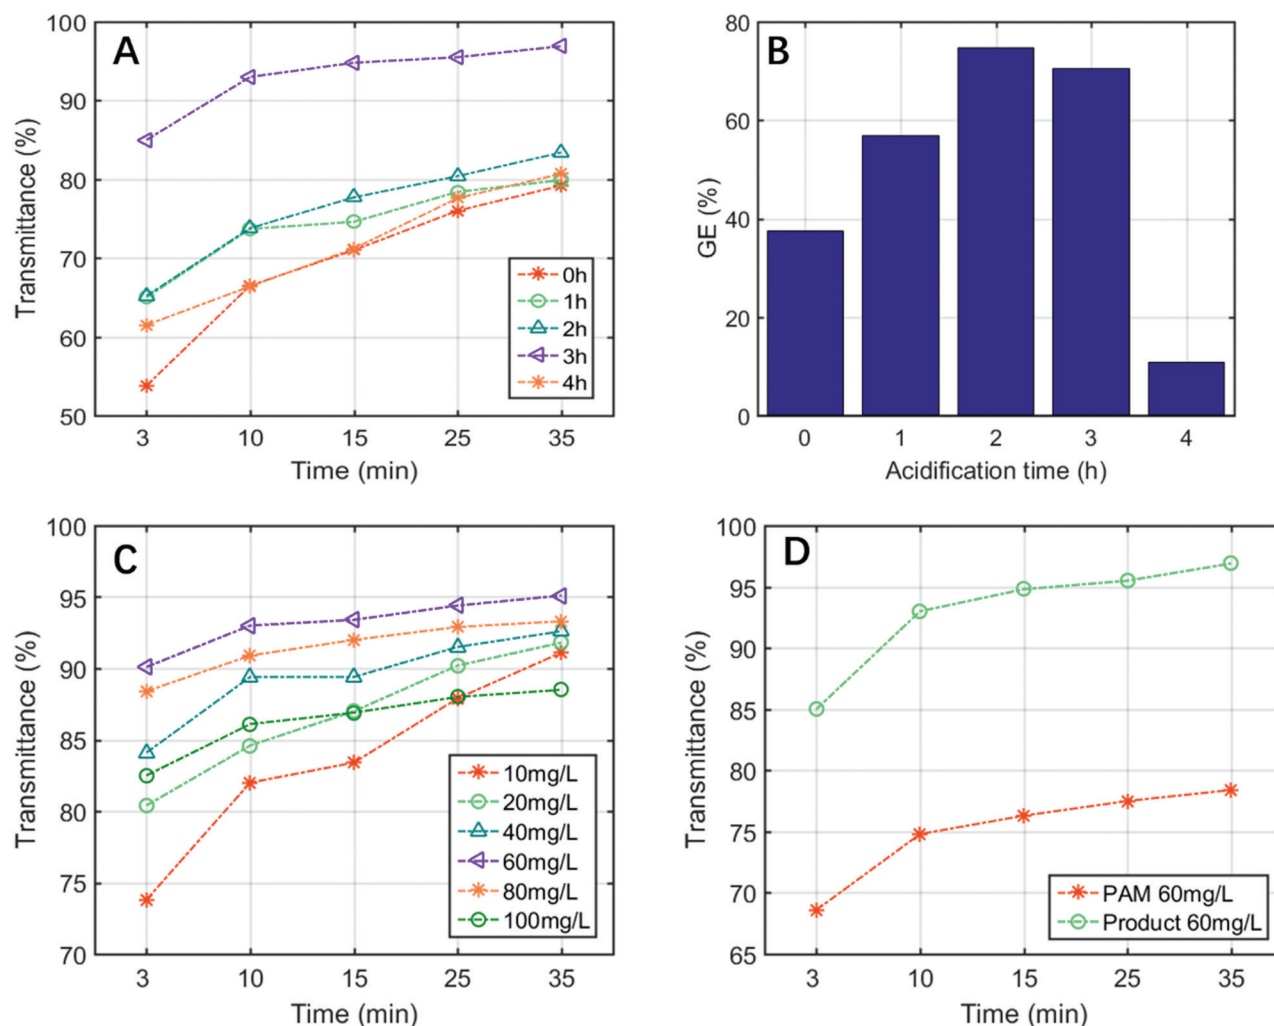 A
Transmittance (%)
100
90
80
70
60
50
0h
1h
2h
3h
4h
3 10 15 25 35
Time (min)
B
GE (%)
80
60
40
20
0
0 1 2 3 4
Acidification time (h)
C
Transmittance (%)
100
95
90
85
80
75
70
10mg/L
20mg/L
40mg/L
60mg/L
80mg/L
100mg/L
3 10 15 25 35
Time (min)
D
Transmittance (%)
100
95
90
85
80
75
70
65
PAM 60mg/L
Product 60mg/L
3 10 15 25 35
Time (min)